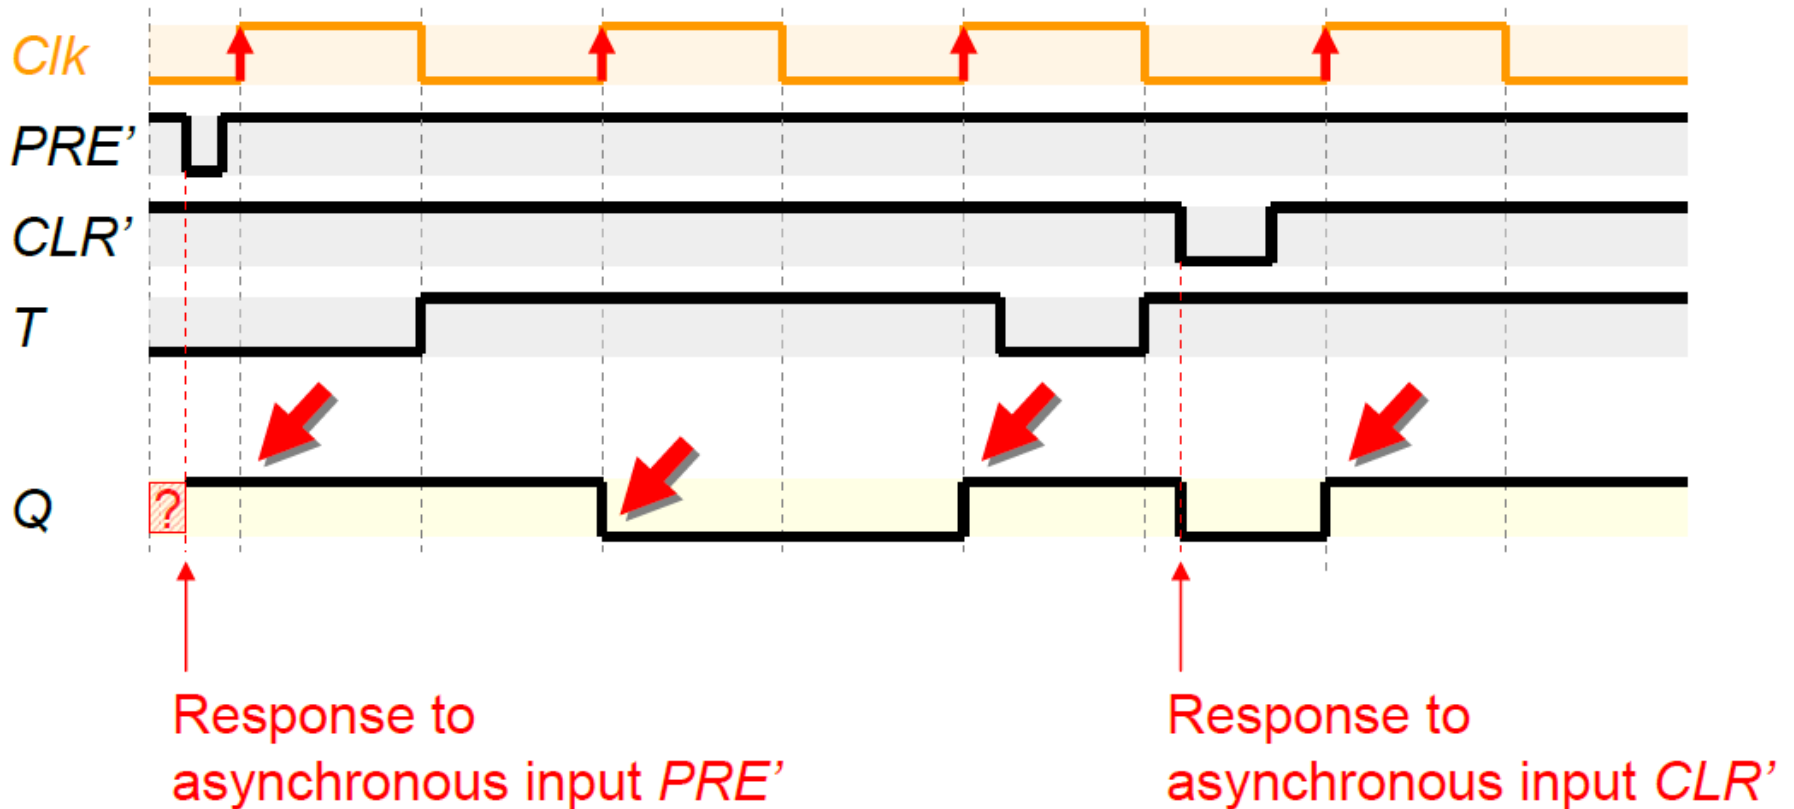 Clk
PRE’
CLR’
T
Q
?
Response to
asynchronous input PRE’
Response to
asynchronous input CLR’